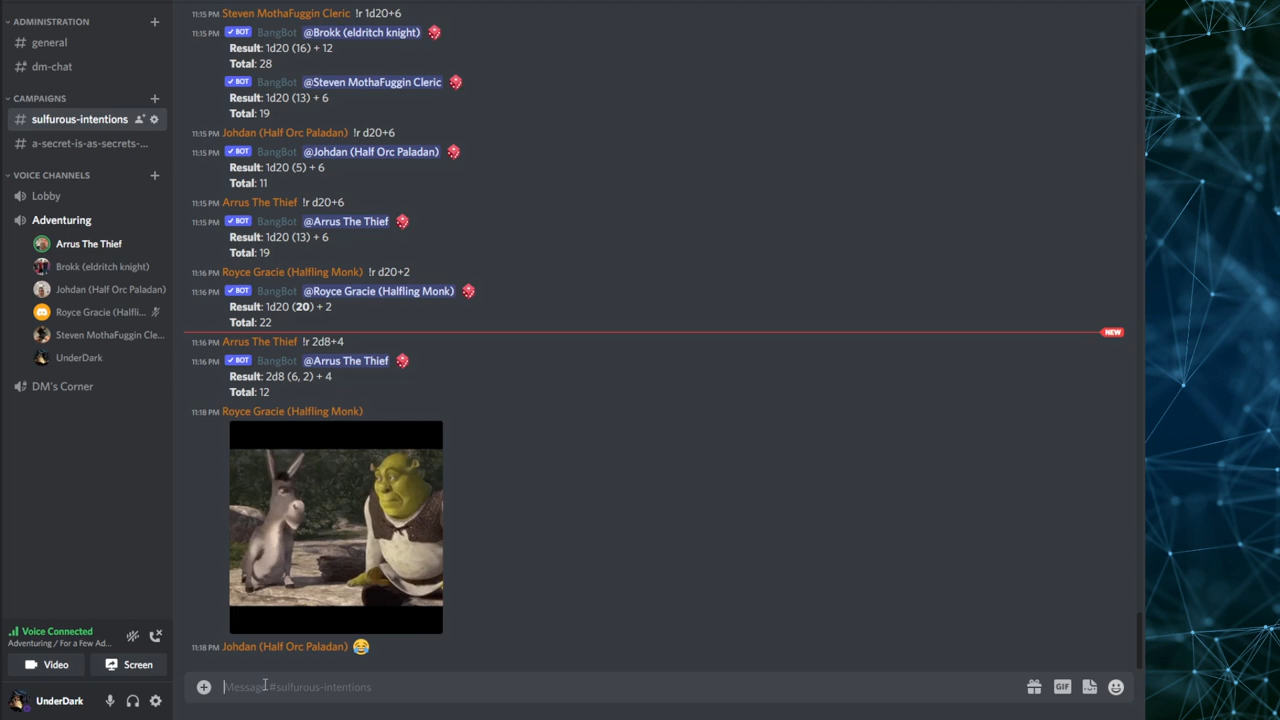 ADMINISTRATION
general
dm-chat
CAMPAIGNS
sulfurous-intentions
a-secret-is-as-secrets-...
VOICE CHANNELS
Lobby
Adventuring
Arrus The Thief
Brokk (eldritch knight)
Johdan (Half Orc Paladan)
Royce Gracie (Halfli...
Steven MothaFuggin Cle...
UnderDark
DM's Corner
Voice Connected
Adventuring / For a Few Ad...
Video
Screen
UnderDark
11:15 PM Steven MothaFuggin Cleric !r 1d20+6
11:15 PM BOT BangBot @Brokk (eldritch knight)
Result: 1d20 (16) + 12
Total: 28
BOT BangBot @Steven MothaFuggin Cleric
Result: 1d20 (13) + 6
Total: 19
11:15 PM Johdan (Half Orc Paladan) !r d20+6
11:15 PM BOT BangBot @Johdan (Half Orc Paladan)
Result: 1d20 (5) + 6
Total: 11
11:15 PM Arrus The Thief !r d20+6
11:15 PM BOT BangBot @Arrus The Thief
Result: 1d20 (13) + 6
Total: 19
11:16 PM Royce Gracie (Halfling Monk) !r d20+2
11:16 PM BOT BangBot @Royce Gracie (Halfling Monk)
Result: 1d20 (20) + 2
Total: 22
NEW
11:16 PM Arrus The Thief !r 2d8+4
11:16 PM BOT BangBot @Arrus The Thief
Result: 2d8 (6, 2) + 4
Total: 12
11:18 PM Royce Gracie (Halfling Monk)
11:18 PM Johdan (Half Orc Paladan) 😂
Message #sulfurous-intentions
GIF